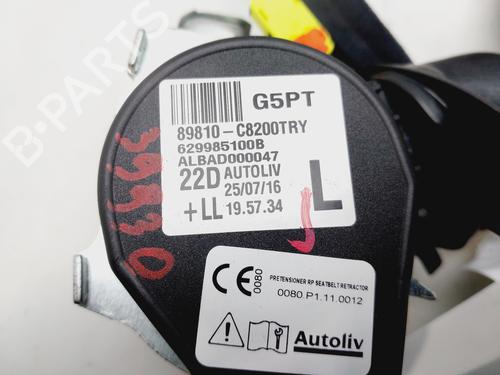 G5PT
89810-C8200TRY
629985100B
ALBAD000047
22D AUTOLIV
25/07/16
+LL 19.57.34
L
CE 0080
PRETENSIONER RP SEATBELT RETRACTOR
0080.P1.11.0012
Autoliv
B-PARTS